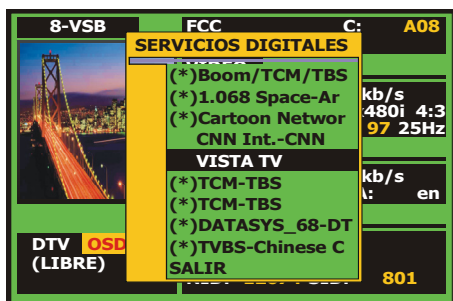 8-VSB
FCC C: A08
SERVICIOS DIGITALES
(*)Boom/TCM/TBS
(*)1.068 Space-Ar
kb/s
(*)Cartoon Networ
480i 4:3
CNN Int.-CNN
97 25Hz
VISTA TV
(*)TCM-TBS
kb/s
(*)TCM-TBS
: en
(*)DATASYS_68-DT
DTV OSD
(*)TVBS-Chinese C
(LIBRE)
SALIR
801